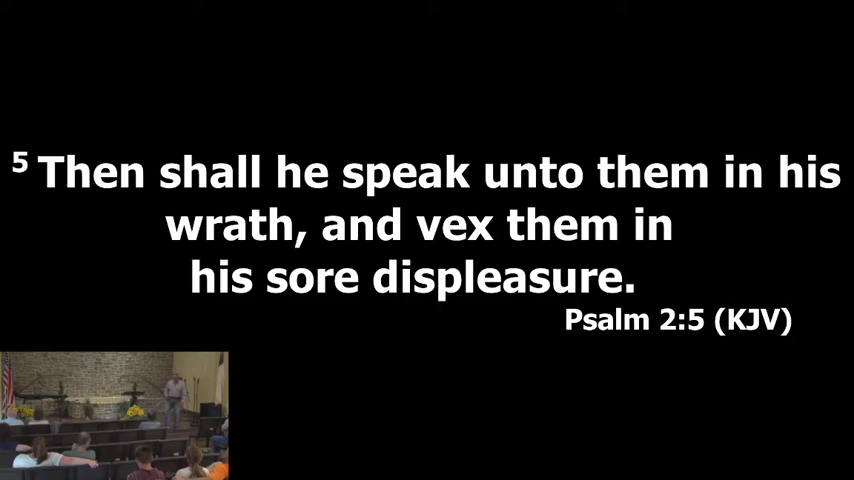 5 Then shall he speak unto them in his
wrath, and vex them in
his sore displeasure.
Psalm 2:5 (KJV)